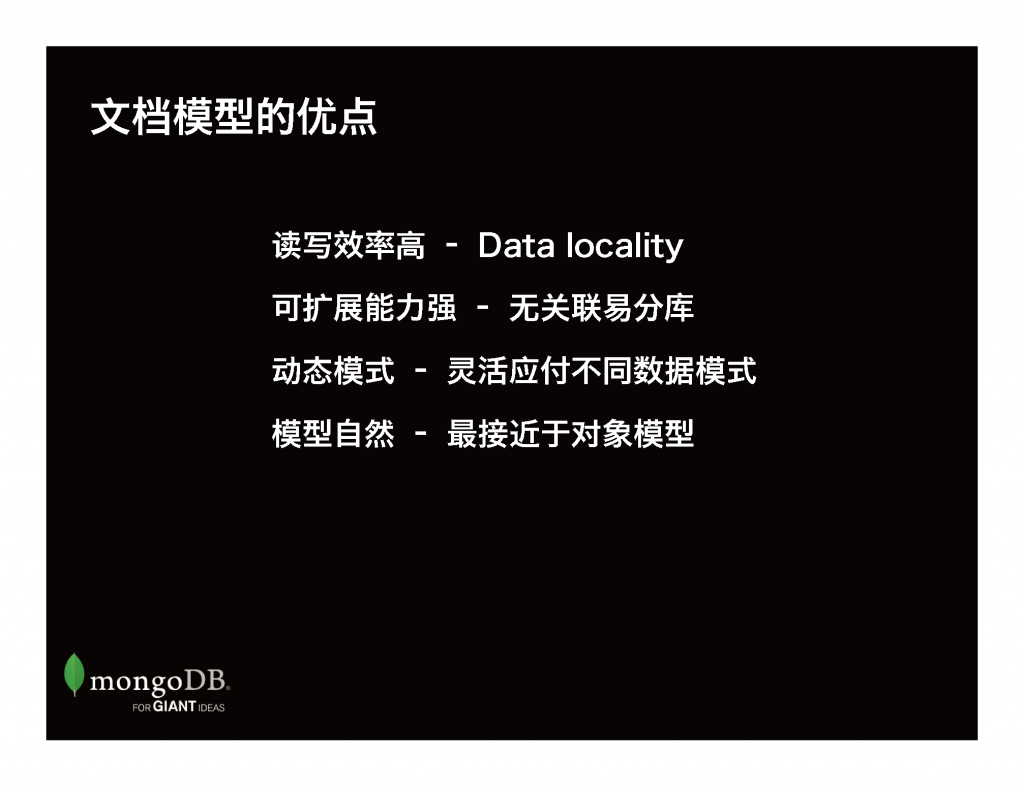 文档模型的优点
读写效率高 - Data locality
可扩展能力强 - 无关联易分库
动态模式 - 灵活应付不同数据模式
模型自然 - 最接近于对象模型
mongoDB®
FOR GIANT IDEAS